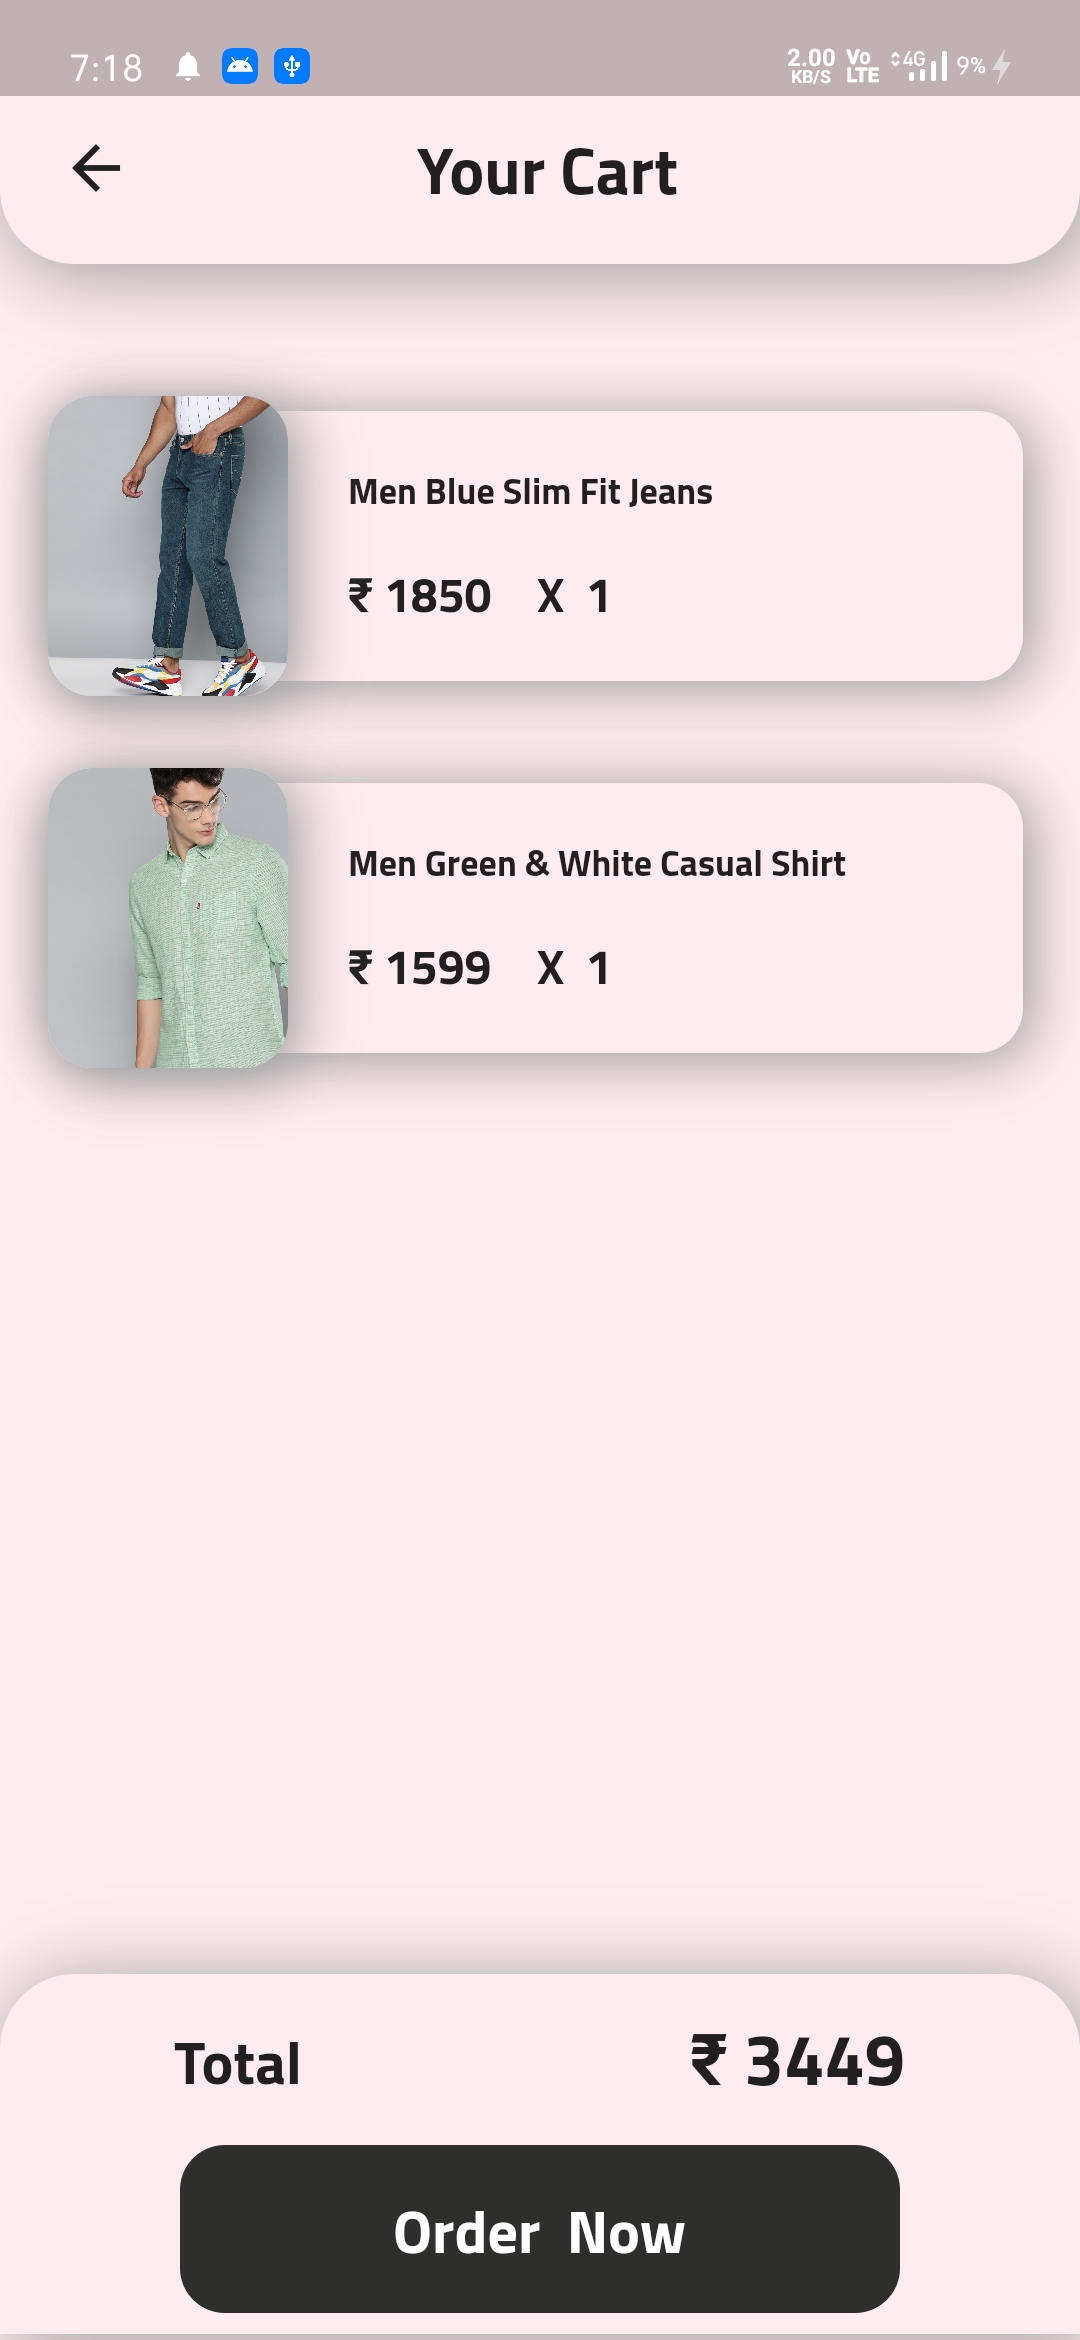 7:18 2.00 KB/S Vo LTE 4G 9%
Your Cart
Men Blue Slim Fit Jeans
₹ 1850 X 1
Men Green & White Casual Shirt
₹ 1599 X 1
Total ₹ 3449
Order Now